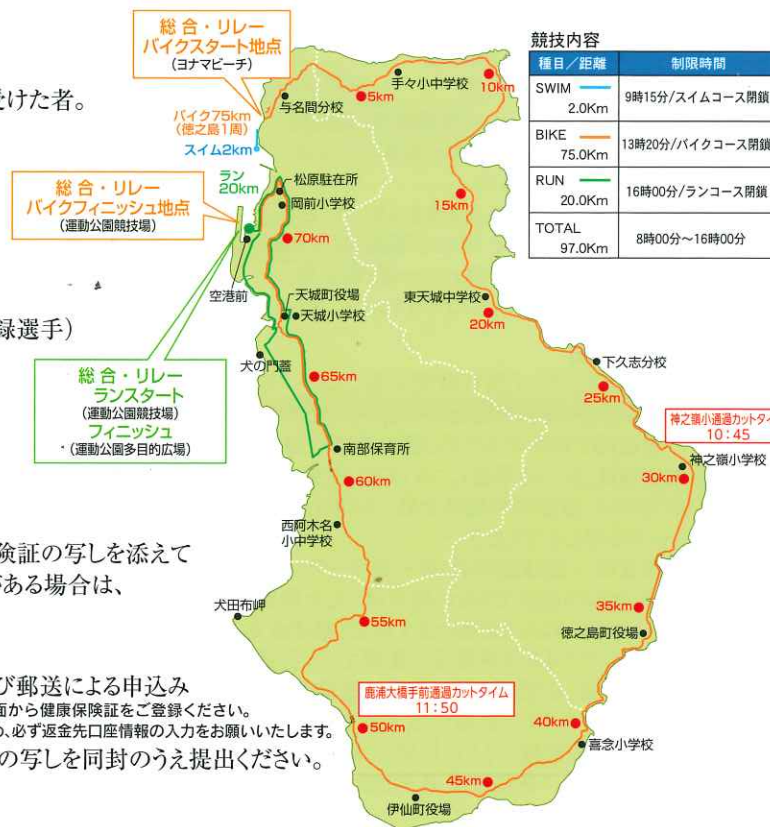 総合・リレー
バイクスタート地点
(ヨナマビーチ)
受けた者。
バイク75km
(徳之島1周)
スイム2km
ラン
20km
総合・リレー
バイクフィニッシュ地点
(運動公園競技場)
録選手)
総合・リレー
ランスタート
(運動公園競技場)
フィニッシュ
(運動公園多目的広場)
険証の写しを添えて
がある場合は、
び郵送による申込み
面から健康保険証をご登録ください。
め、必ず返金先口座情報の入力をお願いいたします。
の写しを同封のうえ提出ください。
与名間分校
5km
手々小中学校
10km
15km
東天城中学校
20km
下久志分校
25km
神之嶺小通過カットタイ
10:45
神之嶺小学校
30km
35km
徳之島町役場
40km
喜念小学校
45km
伊仙町役場
鹿浦大橋手前通過カットタイム
11:50
50km
55km
犬田布岬
西阿木名
小中学校
60km
南部保育所
65km
犬の門蓋
天城小学校
天城町役場
空港前
70km
岡前小学校
松原駐在所
競技内容
種目/距離 制限時間
SWIM 2.0Km 9時15分/スイムコース閉鎖
BIKE 75.0Km 13時20分/バイクコース閉鎖
RUN 20.0Km 16時00分/ランコース閉鎖
TOTAL 97.0Km 8時00分〜16時00分